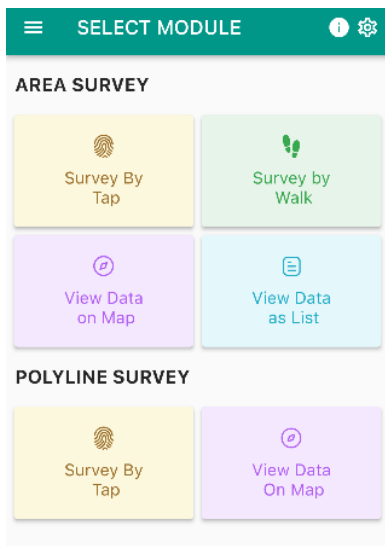 SELECT MODULE
AREA SURVEY
Survey By
Tap
Survey by
Walk
View Data
on Map
View Data
as List
POLYLINE SURVEY
Survey By
Tap
View Data
On Map